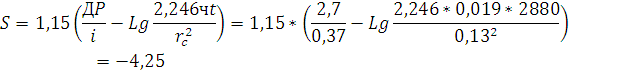 S = 1,15(ДР/i − Lg 2,246чt/r_c^2) = 1,15 * (2,7/0,37 − Lg 2,246 * 0,019 * 2880/0,13^2)
= −4,25